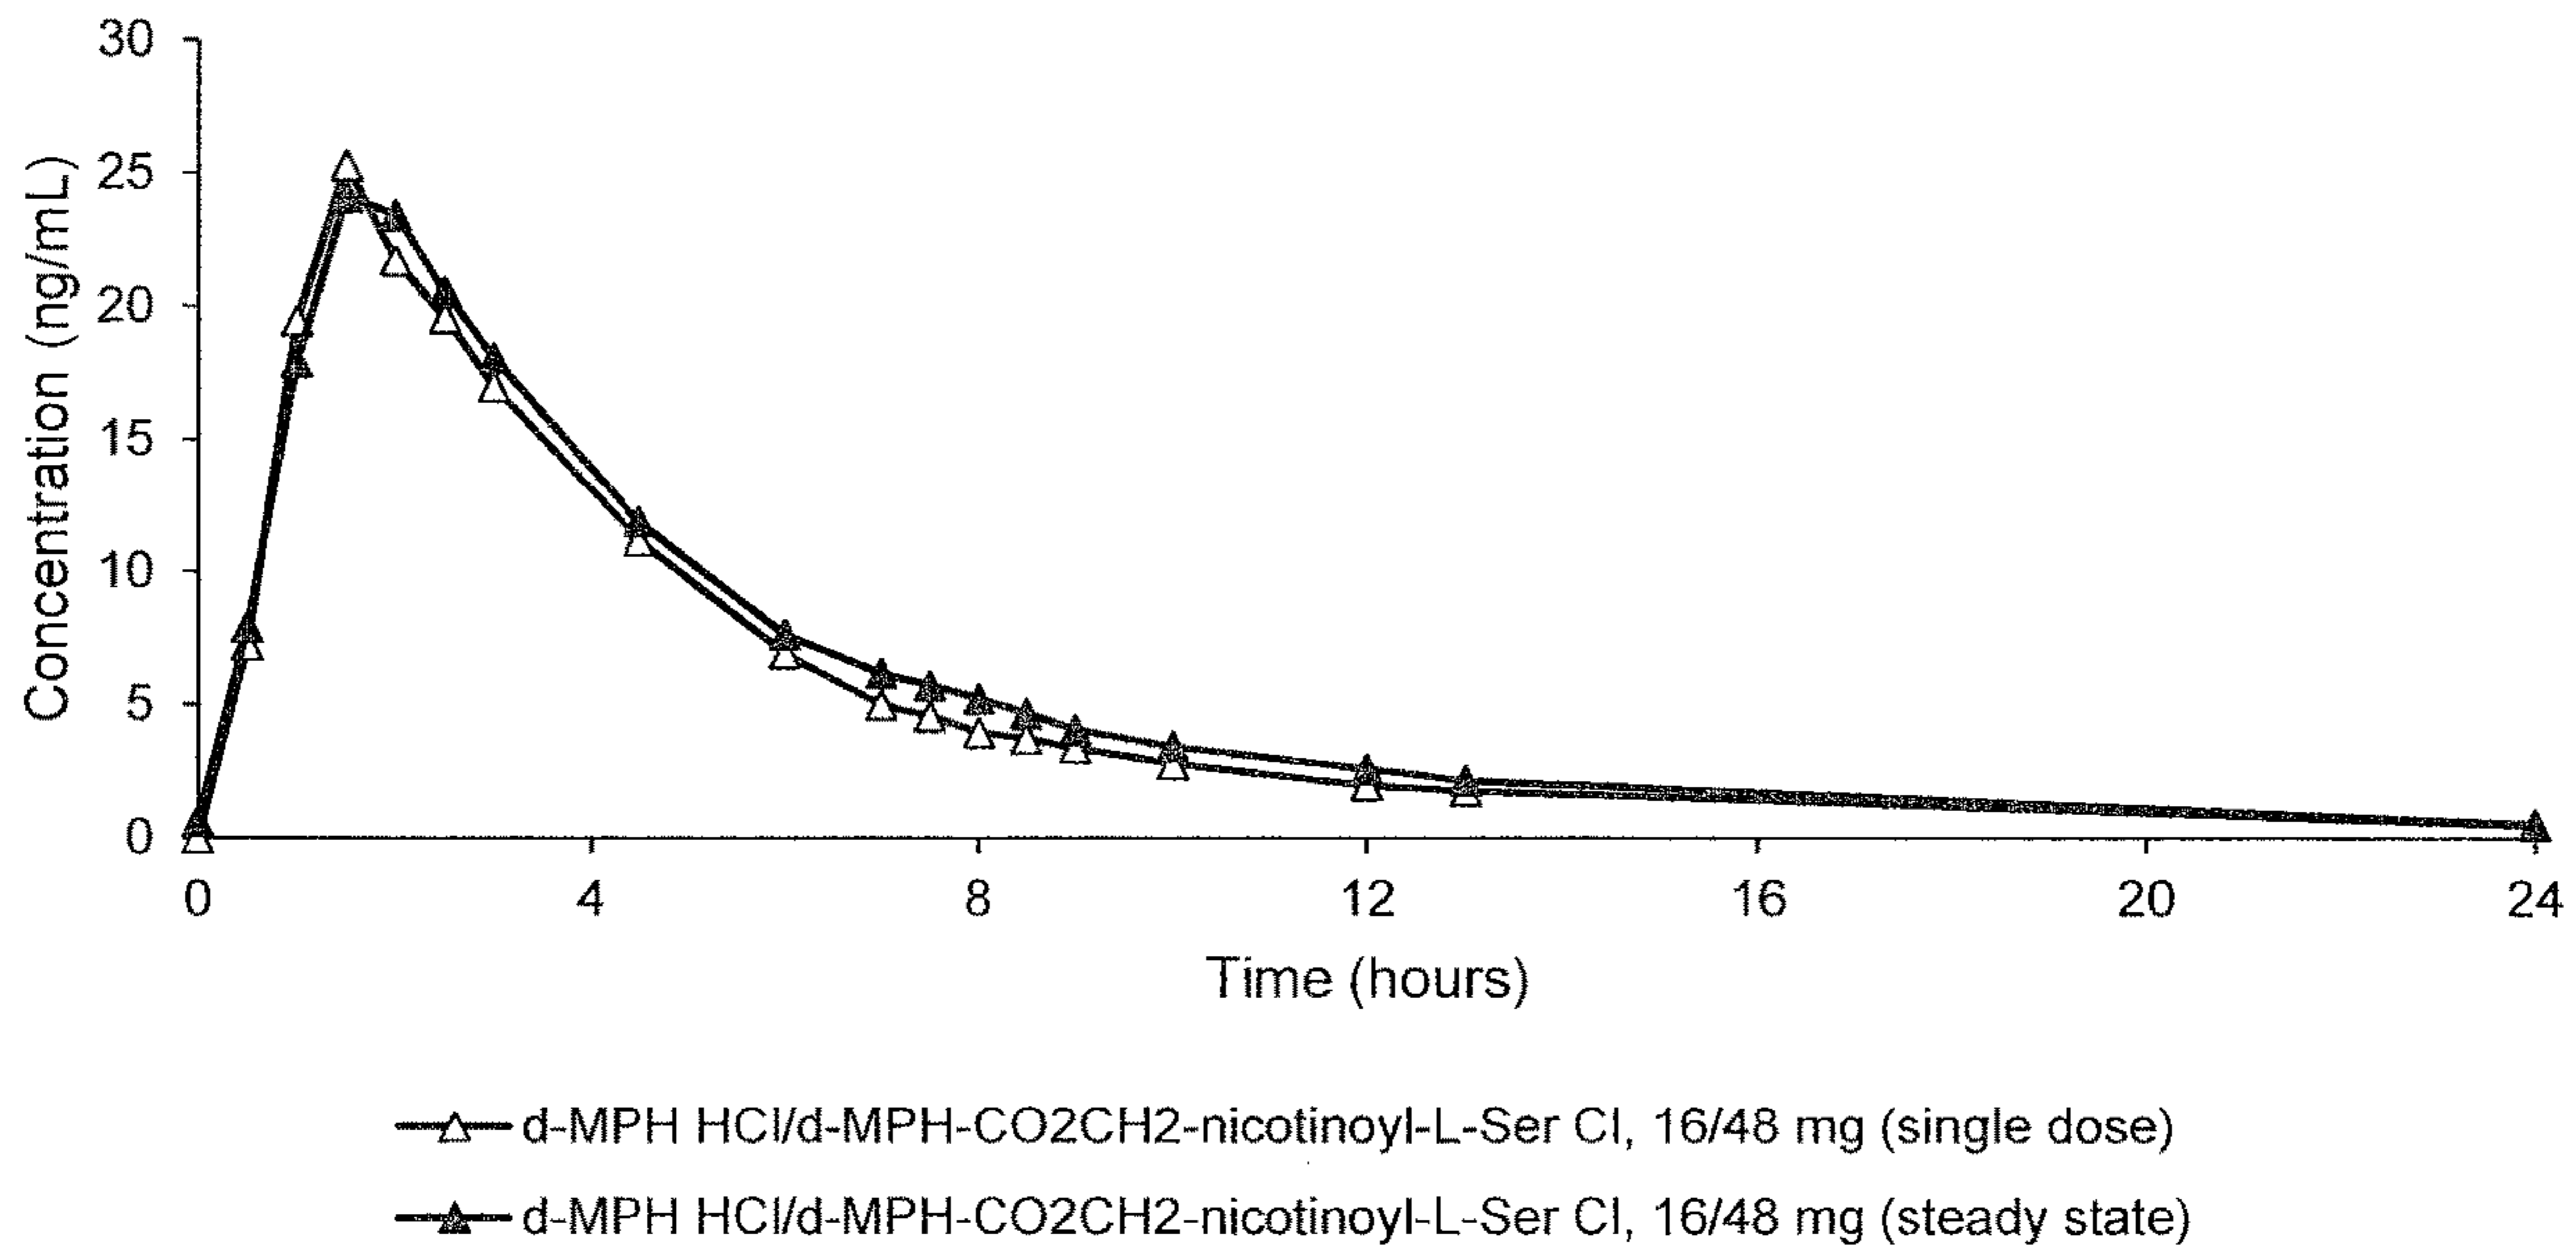 Concentration (ng/mL)
30
25
20
15
10
5
0
0 4 8 12 16 20 24
Time (hours)
d-MPH HCl/d-MPH-CO2CH2-nicotinoyl-L-Ser Cl, 16/48 mg (single dose)
d-MPH HCl/d-MPH-CO2CH2-nicotinoyl-L-Ser Cl, 16/48 mg (steady state)